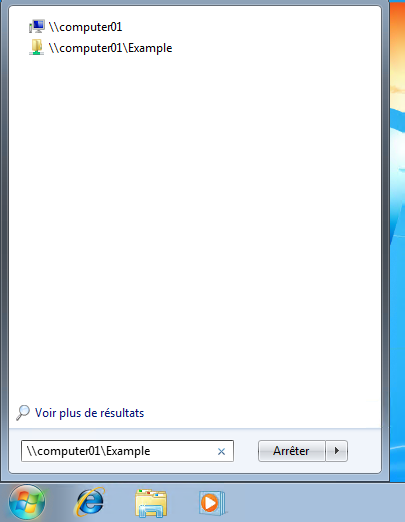 \\computer01
\\computer01\Example
Voir plus de résultats
\\computer01\Example
Arrêter